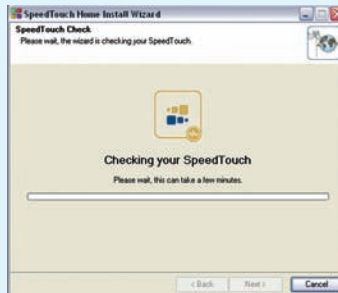 SpeedTouch Home Install Wizard
SpeedTouch Check
Please wait, the wizard is checking your SpeedTouch.
Checking your SpeedTouch
Please wait, this can take a few minutes.
< Back
Next >
Cancel